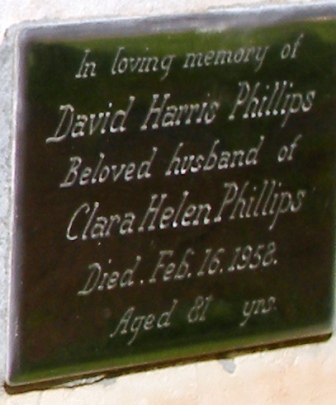 In loving memory of
David Harris Phillips
Beloved husband of
Clara Helen Phillips
Died. Feb. 16. 1958.
Aged 81 yrs.